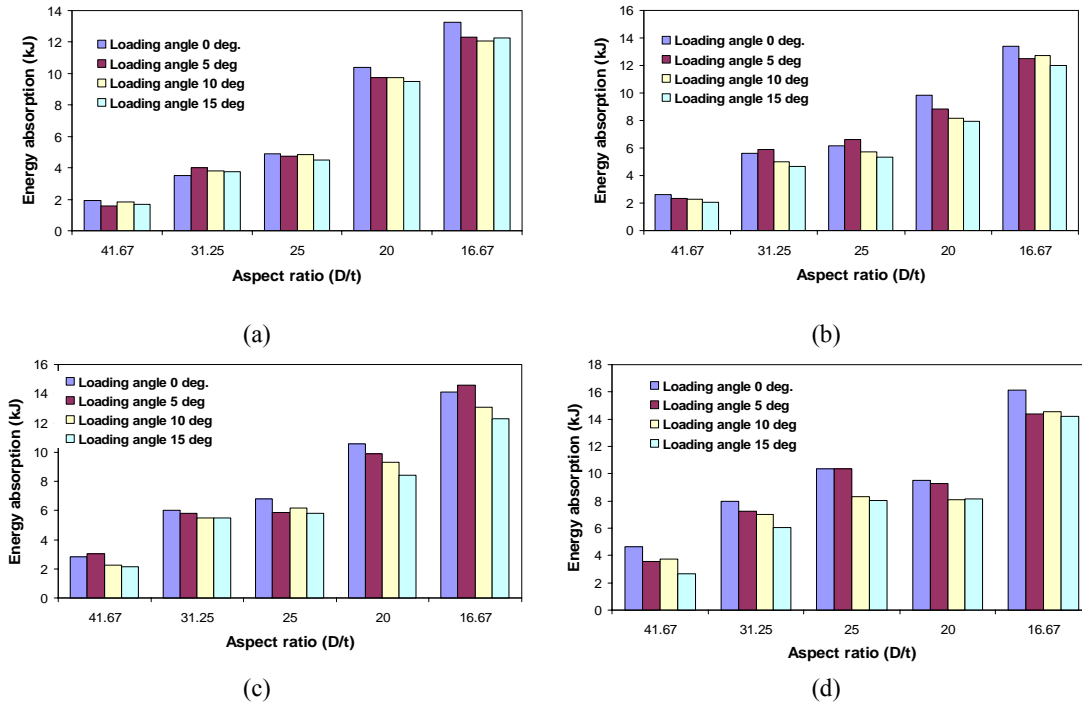 14
12
10
8
6
4
2
0
Energy absorption (kJ)
Loading angle 0 deg.
Loading angle 5 deg
Loading angle 10 deg
Loading angle 15 deg
41.67 31.25 25 20 16.67
Aspect ratio (D/t)
(a)
16
14
12
10
8
6
4
2
0
Energy absorption (kJ)
Loading angle 0 deg.
Loading angle 5 deg
Loading angle 10 deg
Loading angle 15 deg
41.67 31.25 25 20 16.67
Aspect ratio (D/t)
(b)
16
14
12
10
8
6
4
2
0
Energy absorption (kJ)
Loading angle 0 deg.
Loading angle 5 deg
Loading angle 10 deg
Loading angle 15 deg
41.67 31.25 25 20 16.67
Aspect ratio (D/t)
(c)
18
16
14
12
10
8
6
4
2
0
Energy absorption (kJ)
Loading angle 0 deg.
Loading angle 5 deg
Loading angle 10 deg
Loading angle 15 deg
41.67 31.25 25 20 16.67
Aspect ratio (D/t)
(d)